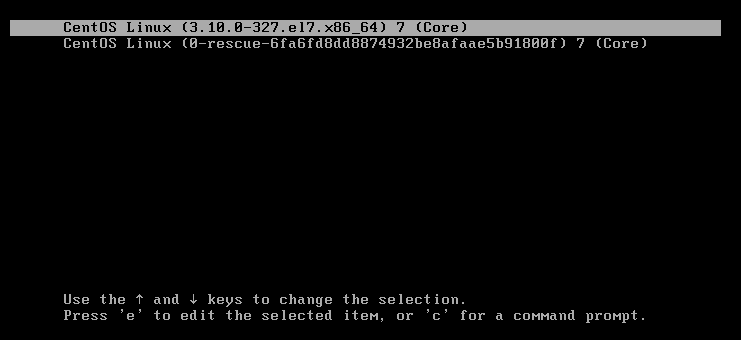 CentOS Linux (3.10.0-327.el7.x86_64) 7 (Core)
CentOS Linux (0-rescue-6fa6fd8dd8874932be8afaae5b91800f) 7 (Core)
Use the ↑ and ↓ keys to change the selection.
Press 'e' to edit the selected item, or 'c' for a command prompt.